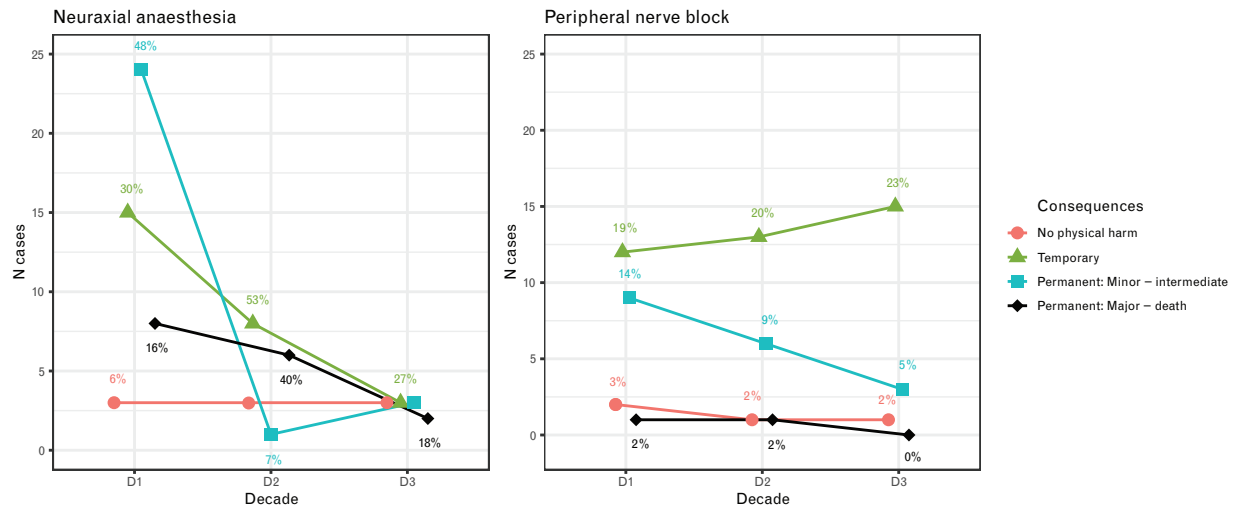 Neuraxial anaesthesia
Peripheral nerve block
N cases
25
20
15
10
5
0
48%
30%
53%
16%
40%
6%
27%
18%
7%
D1
D2
D3
Decade
N cases
25
20
15
10
5
0
19%
20%
23%
14%
9%
5%
3%
2%
2%
2%
2%
0%
D1
D2
D3
Decade
Consequences
No physical harm
Temporary
Permanent: Minor – intermediate
Permanent: Major – death